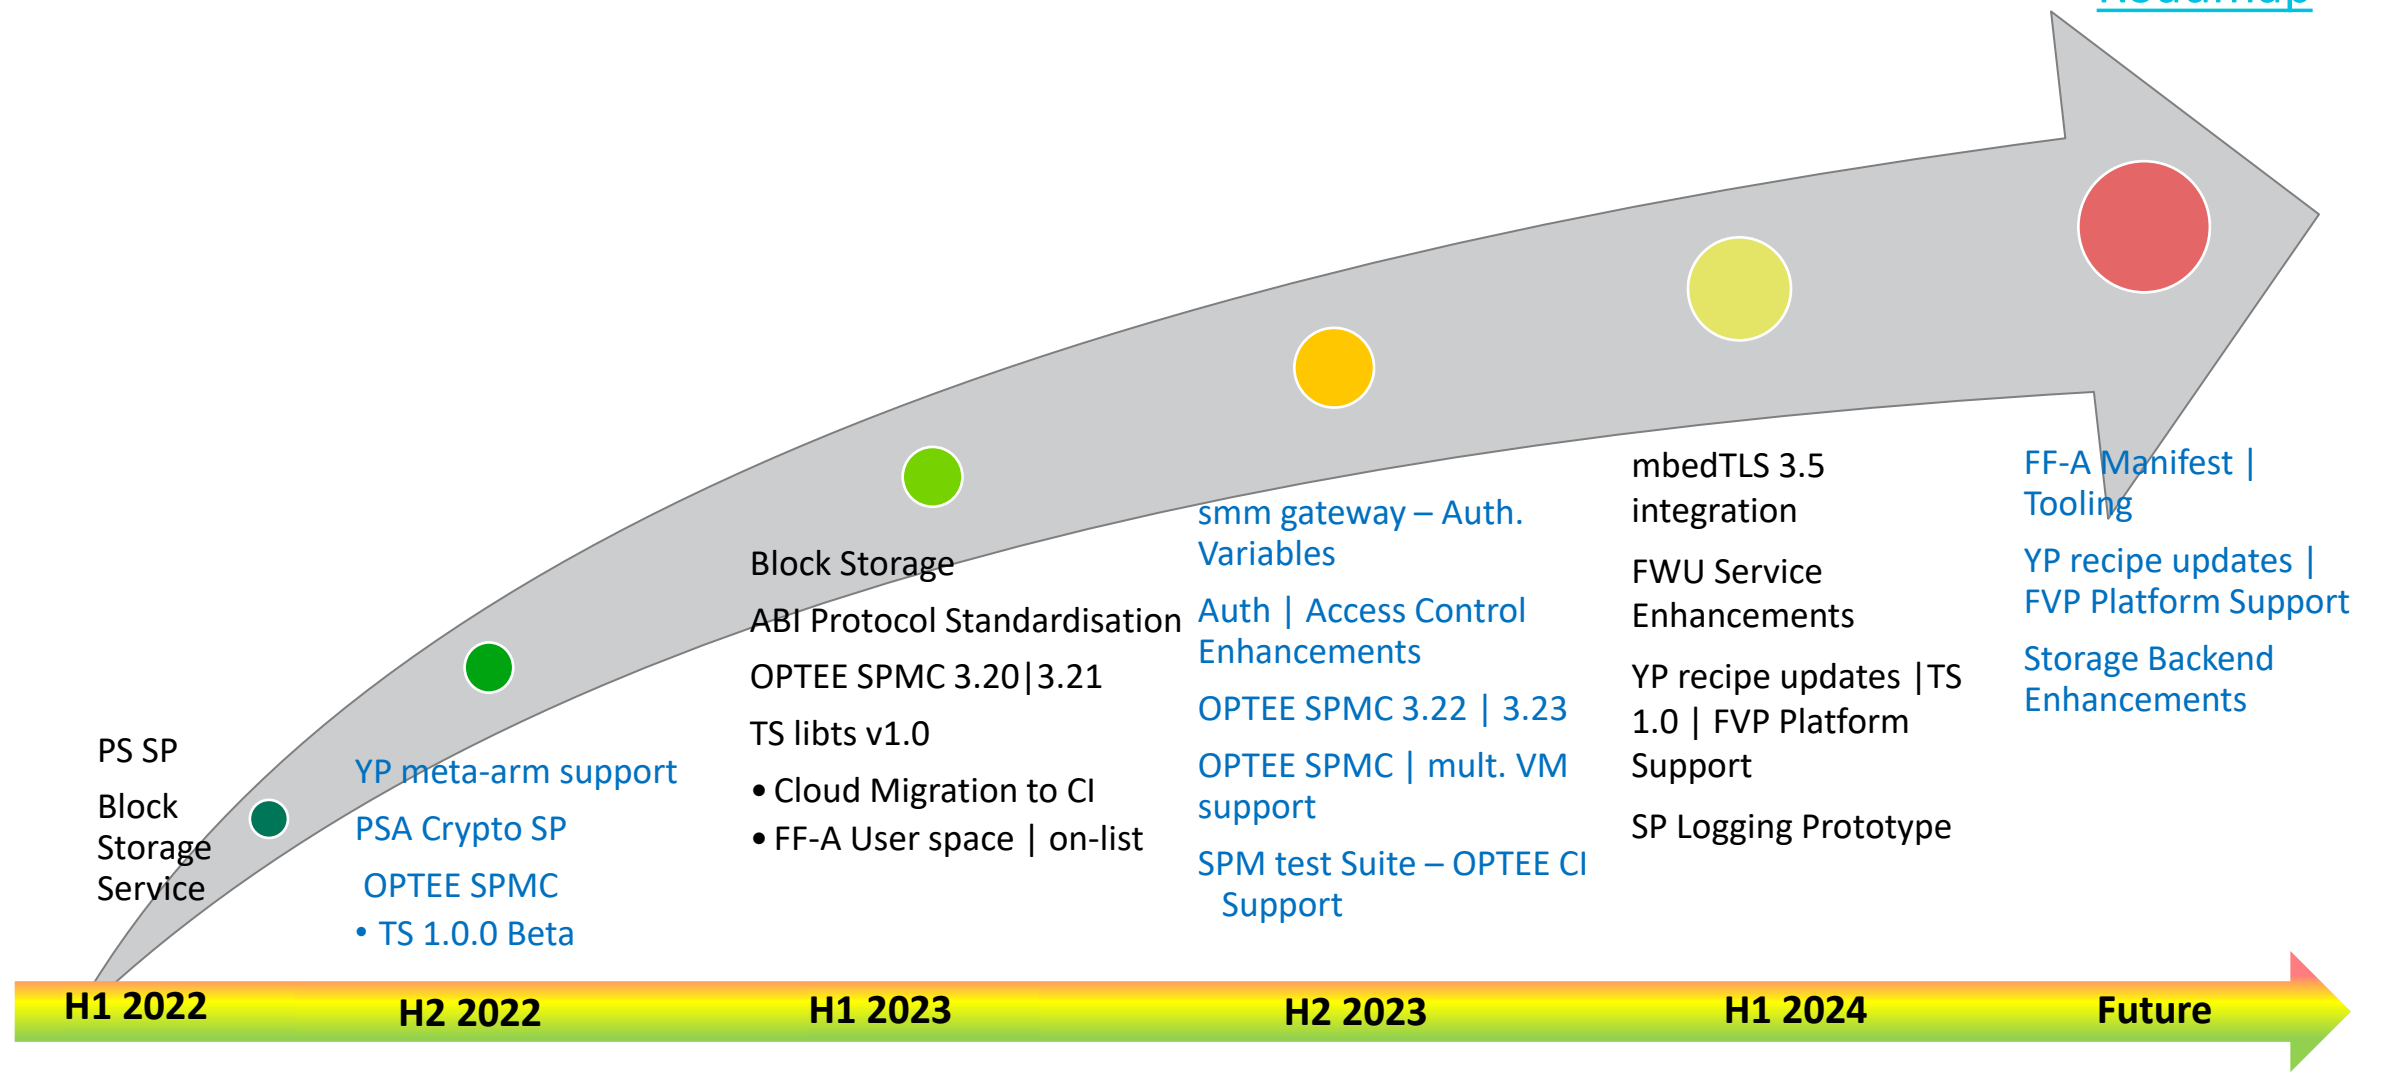 Roadmap
PS SP
Block
Storage
Service
YP meta-arm support
PSA Crypto SP
OPTEE SPMC
• TS 1.0.0 Beta
Block Storage
ABI Protocol Standardisation
OPTEE SPMC 3.20|3.21
TS libts v1.0
• Cloud Migration to CI
• FF-A User space | on-list
smm gateway – Auth.
Variables
Auth | Access Control
Enhancements
OPTEE SPMC 3.22 | 3.23
OPTEE SPMC | mult. VM
support
SPM test Suite – OPTEE CI
Support
mbedTLS 3.5
integration
FWU Service
Enhancements
YP recipe updates |TS
1.0 | FVP Platform
Support
SP Logging Prototype
FF-A Manifest |
Tooling
YP recipe updates |
FVP Platform Support
Storage Backend
Enhancements
H1 2022
H2 2022
H1 2023
H2 2023
H1 2024
Future